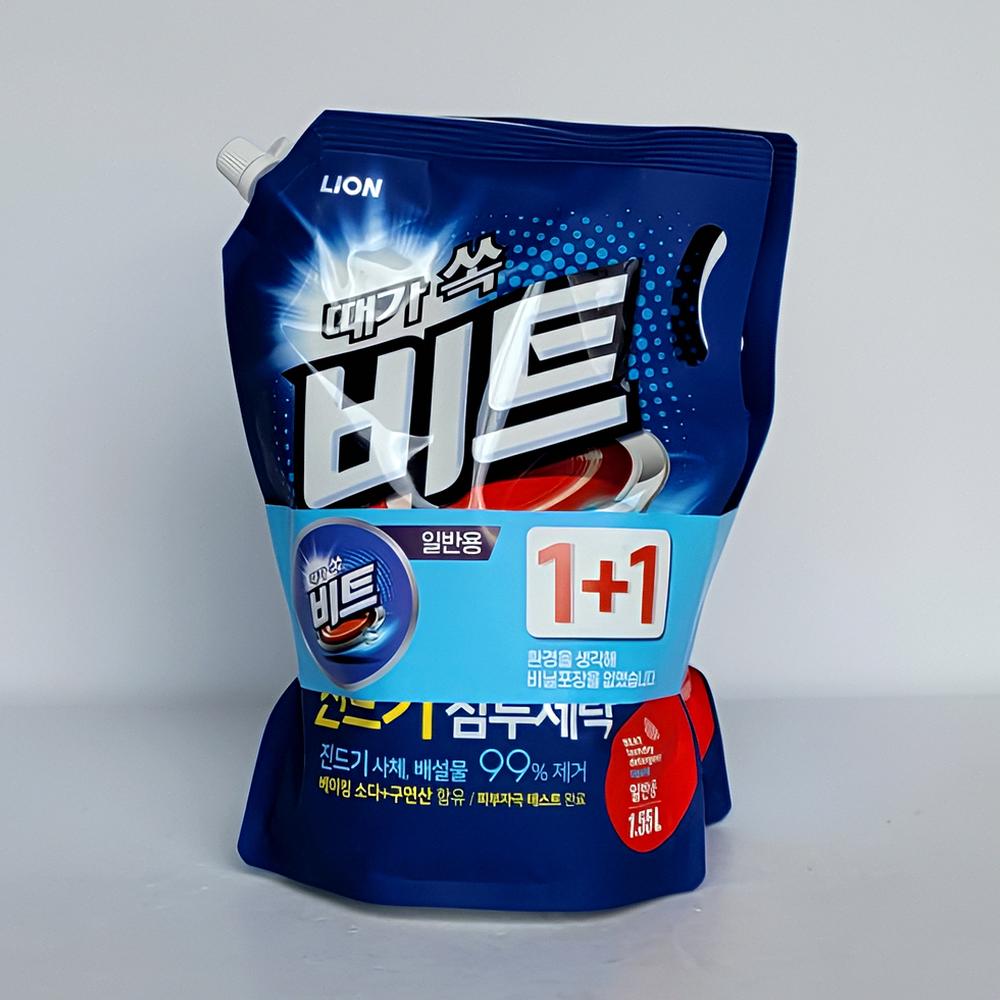 LION
때가 쏙
비트
일반용
때가 쏙
비트
1+1
환경을 생각해
비닐포장을 없앴습니다
진드기 침투세탁
진드기 사체, 배설물 99% 제거
베이킹 소다+구연산 함유 / 피부자극 테스트 완료
BEAT
laundry
detergent
일반용
1.55L